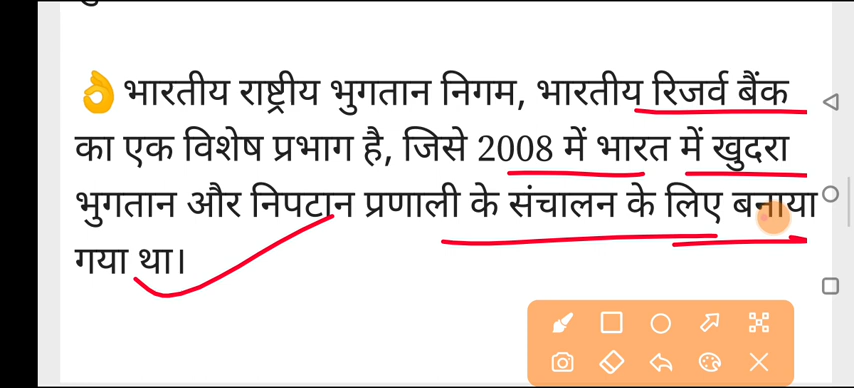 👌भारतीय राष्ट्रीय भुगतान निगम, भारतीय रिजर्व बैंक
का एक विशेष प्रभाग है, जिसे 2008 में भारत में खुदरा
भुगतान और निपटान प्रणाली के संचालन के लिए बनाया
गया था।